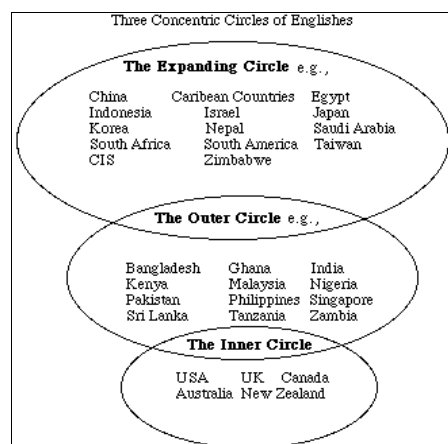 Three Concentric Circles of Englishes
The Expanding Circle e.g.,
China Caribean Countries Egypt
Indonesia Israel Japan
Korea Nepal Saudi Arabia
South Africa South America Taiwan
CIS Zimbabwe
The Outer Circle e.g.,
Bangladesh Ghana India
Kenya Malaysia Nigeria
Pakistan Philippines Singapore
Sri Lanka Tanzania Zambia
The Inner Circle
USA UK Canada
Australia New Zealand